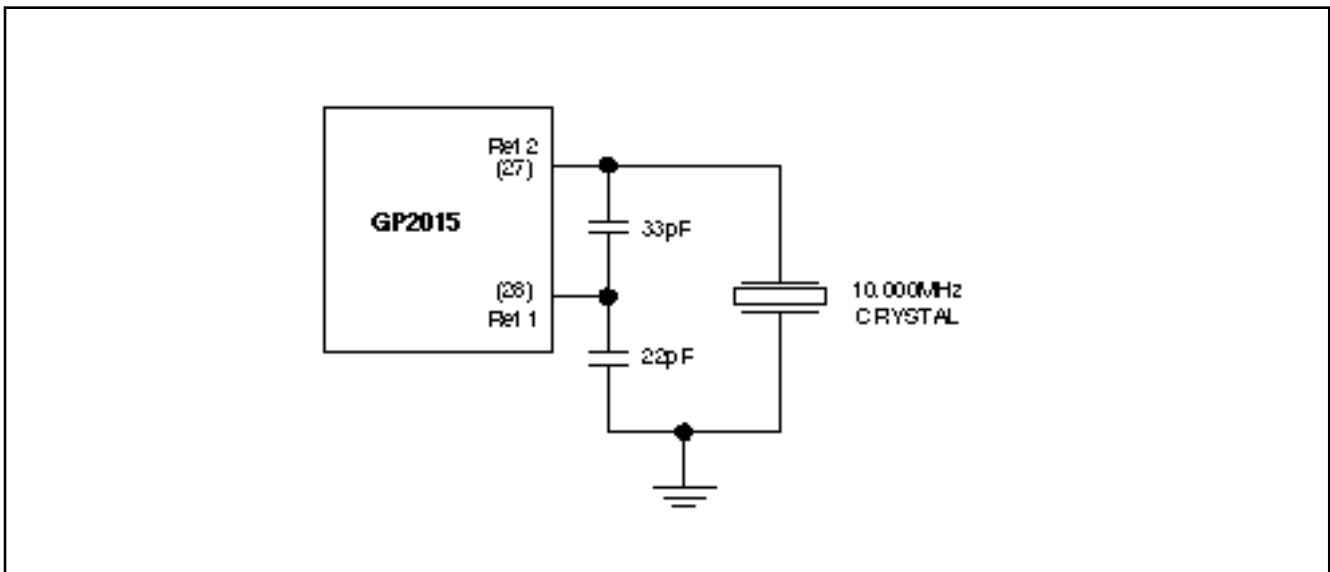 Ref 2
(27)
GP2015
33pF
(28)
Ref 1
10.000MHz
CRYSTAL
22pF